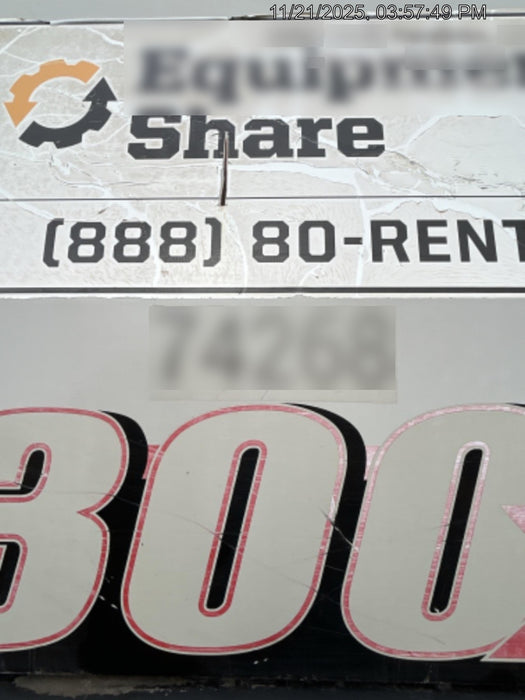 11/21/2025, 03:57:49 PM
Share
(888) 80-RENT
300